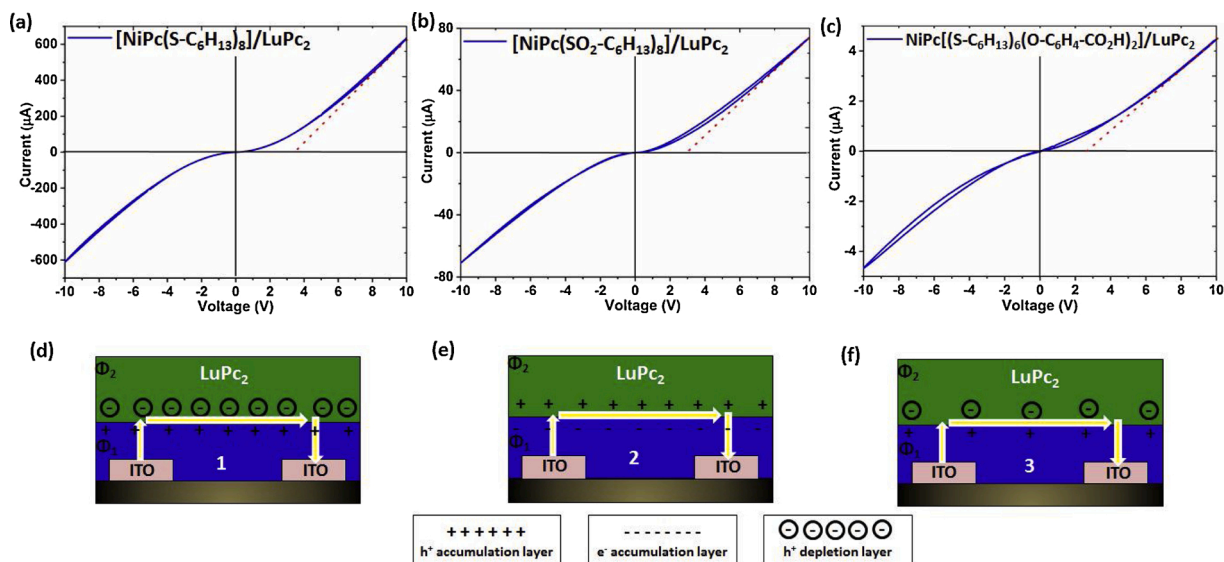 (a)
[NiPc(S-C6H13)8]/LuPc2
600
400
200
0
-200
-400
-600
Current (µA)
-10 -8 -6 -4 -2 0 2 4 6 8 10
Voltage (V)
(b)
[NiPc(SO2-C6H13)8]/LuPc2
80
40
0
-40
-80
Current (µA)
-10 -8 -6 -4 -2 0 2 4 6 8 10
Voltage (V)
(c)
NiPc[(S-C6H13)6(O-C6H4-CO2H)2]/LuPc2
4
2
0
-2
-4
Current (µA)
-10 -8 -6 -4 -2 0 2 4 6 8 10
Voltage (V)
(d)
Φ2
LuPc2
- - - - - - - - -
+ + + + + + + + +
Φ1
1
ITO ITO
(e)
Φ2
LuPc2
+ + + + + + + + +
- - - - - - - - -
Φ1
2
ITO ITO
(f)
Φ2
LuPc2
- - - - -
+ + + + +
Φ1
3
ITO ITO
+ + + + + +
h+ accumulation layer
- - - - - - - -
e- accumulation layer
- - - - -
h+ depletion layer